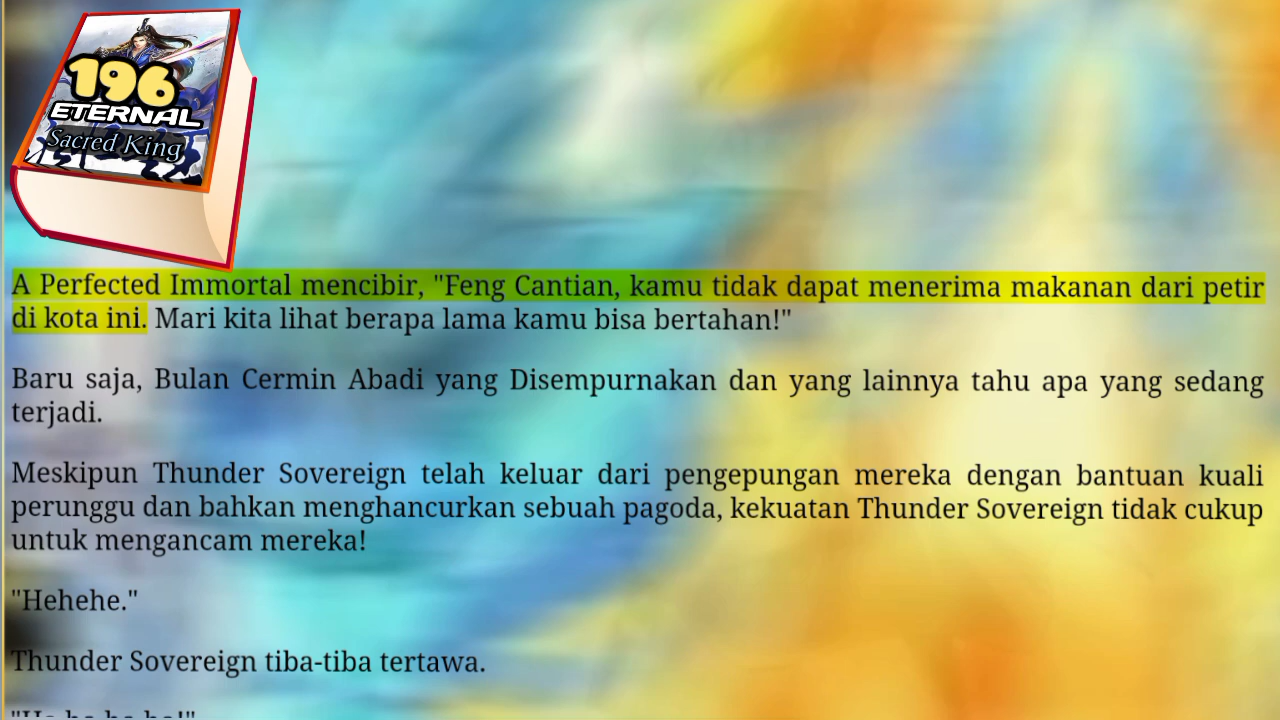 196
ETERNAL
Sacred King
A Perfected Immortal mencibir, "Feng Cantian, kamu tidak dapat menerima makanan dari petir
di kota ini. Mari kita lihat berapa lama kamu bisa bertahan!"
Baru saja, Bulan Cermin Abadi yang Disempurnakan dan yang lainnya tahu apa yang sedang
terjadi.
Meskipun Thunder Sovereign telah keluar dari pengepungan mereka dengan bantuan kuali
perunggu dan bahkan menghancurkan sebuah pagoda, kekuatan Thunder Sovereign tidak cukup
untuk mengancam mereka!
"Hehehe."
Thunder Sovereign tiba-tiba tertawa.